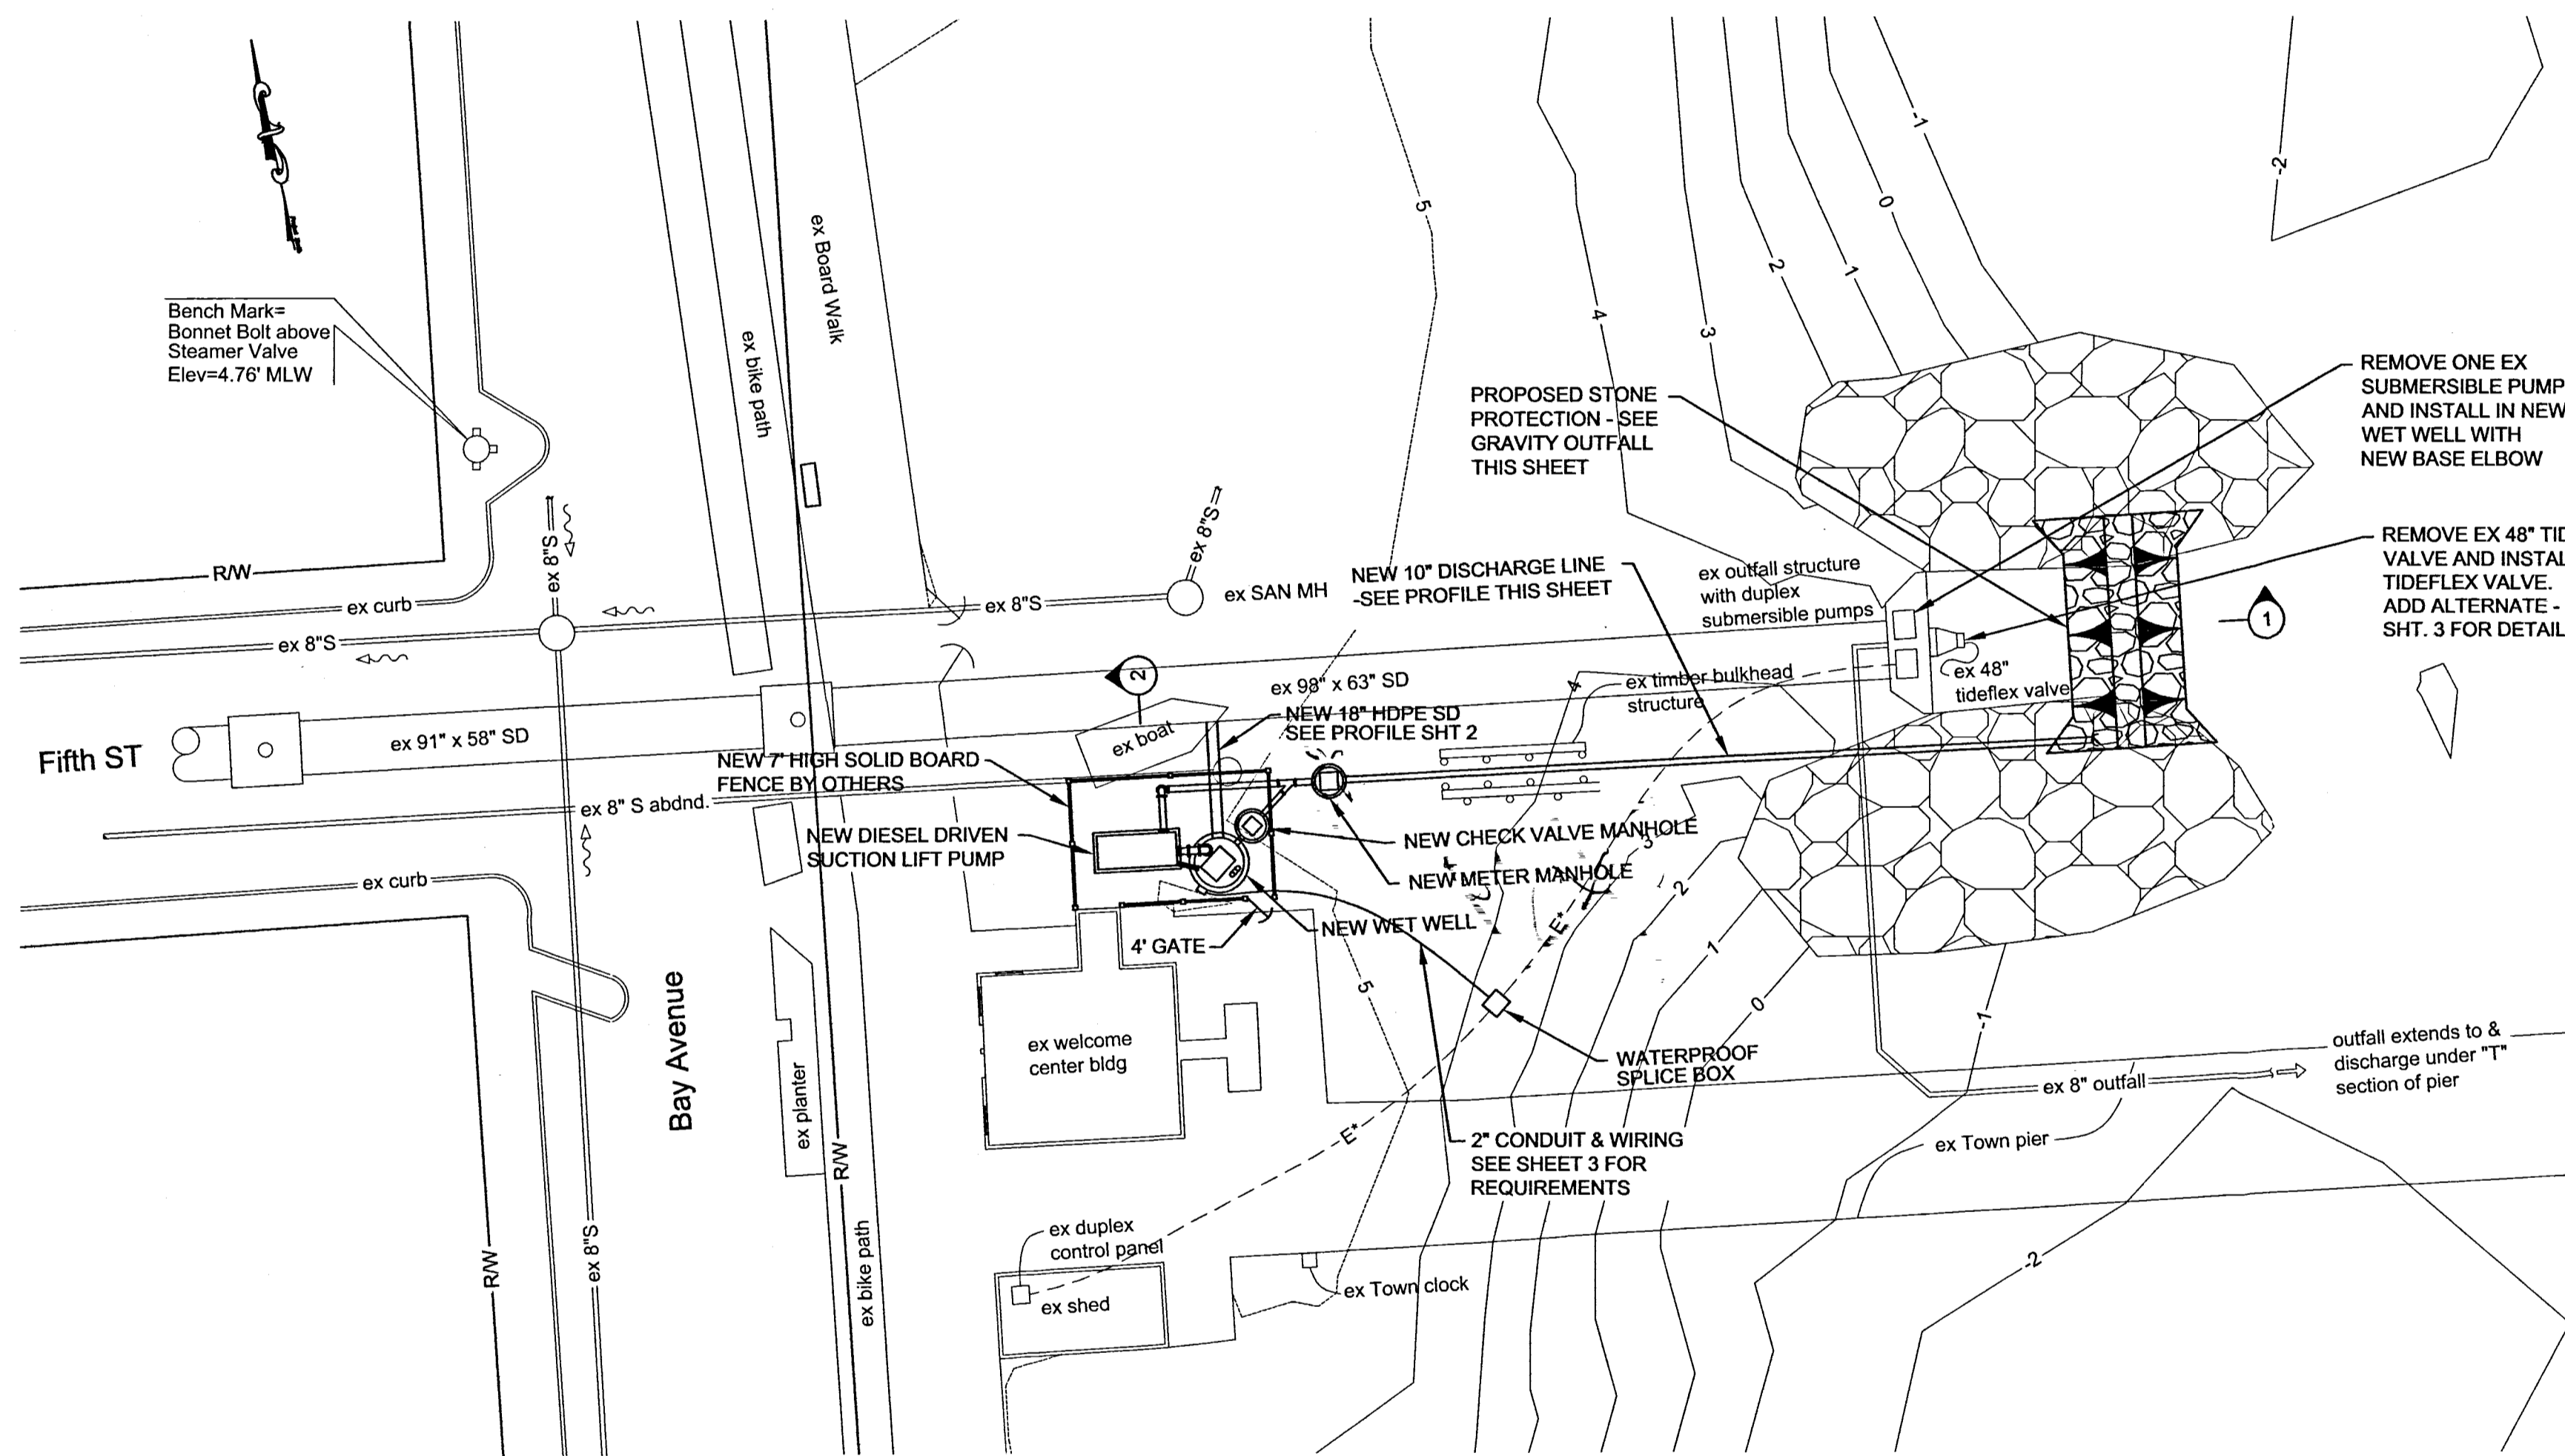 Bench Mark=
Bonnet Bolt above
Steamer Valve
Elev=4.76' MLW
R/W
ex curb
ex 8"S
ex 8"S
ex bike path
ex Board Walk
5
4
3
2
1
0
-1
-2
PROPOSED STONE
PROTECTION - SEE
GRAVITY OUTFALL
THIS SHEET
REMOVE ONE EX
SUBMERSIBLE PUMP
AND INSTALL IN NEW
WET WELL WITH
NEW BASE ELBOW
REMOVE EX 48" TID
VALVE AND INSTAL
TIDEFLEX VALVE.
ADD ALTERNATE -
SHT. 3 FOR DETAIL
1
ex 8"S
ex 8"S
ex SAN MH
NEW 10" DISCHARGE LINE
-SEE PROFILE THIS SHEET
ex outfall structure
with duplex
submersible pumps
ex 48"
tideflex valve
ex timber bulkhead
structure
4
2
ex 98" x 63" SD
NEW 18" HDPE SD
SEE PROFILE SHT 2
ex boat
Fifth ST
ex 91" x 58" SD
NEW 7' HIGH SOLID BOARD
FENCE BY OTHERS
ex 8" S abdnd.
NEW DIESEL DRIVEN
SUCTION LIFT PUMP
NEW CHECK VALVE MANHOLE
NEW METER MANHOLE
NEW WET WELL
4' GATE
ex curb
E*
3
2
1
0
-1
5
Bay Avenue
ex planter
ex welcome
center bldg
WATERPROOF
SPLICE BOX
2" CONDUIT & WIRING
SEE SHEET 3 FOR
REQUIREMENTS
E*
outfall extends to &
discharge under "T"
section of pier
ex 8" outfall
ex Town pier
-2
R/W
ex 8"S
R/W
ex bike path
ex duplex
control panel
ex shed
ex Town clock